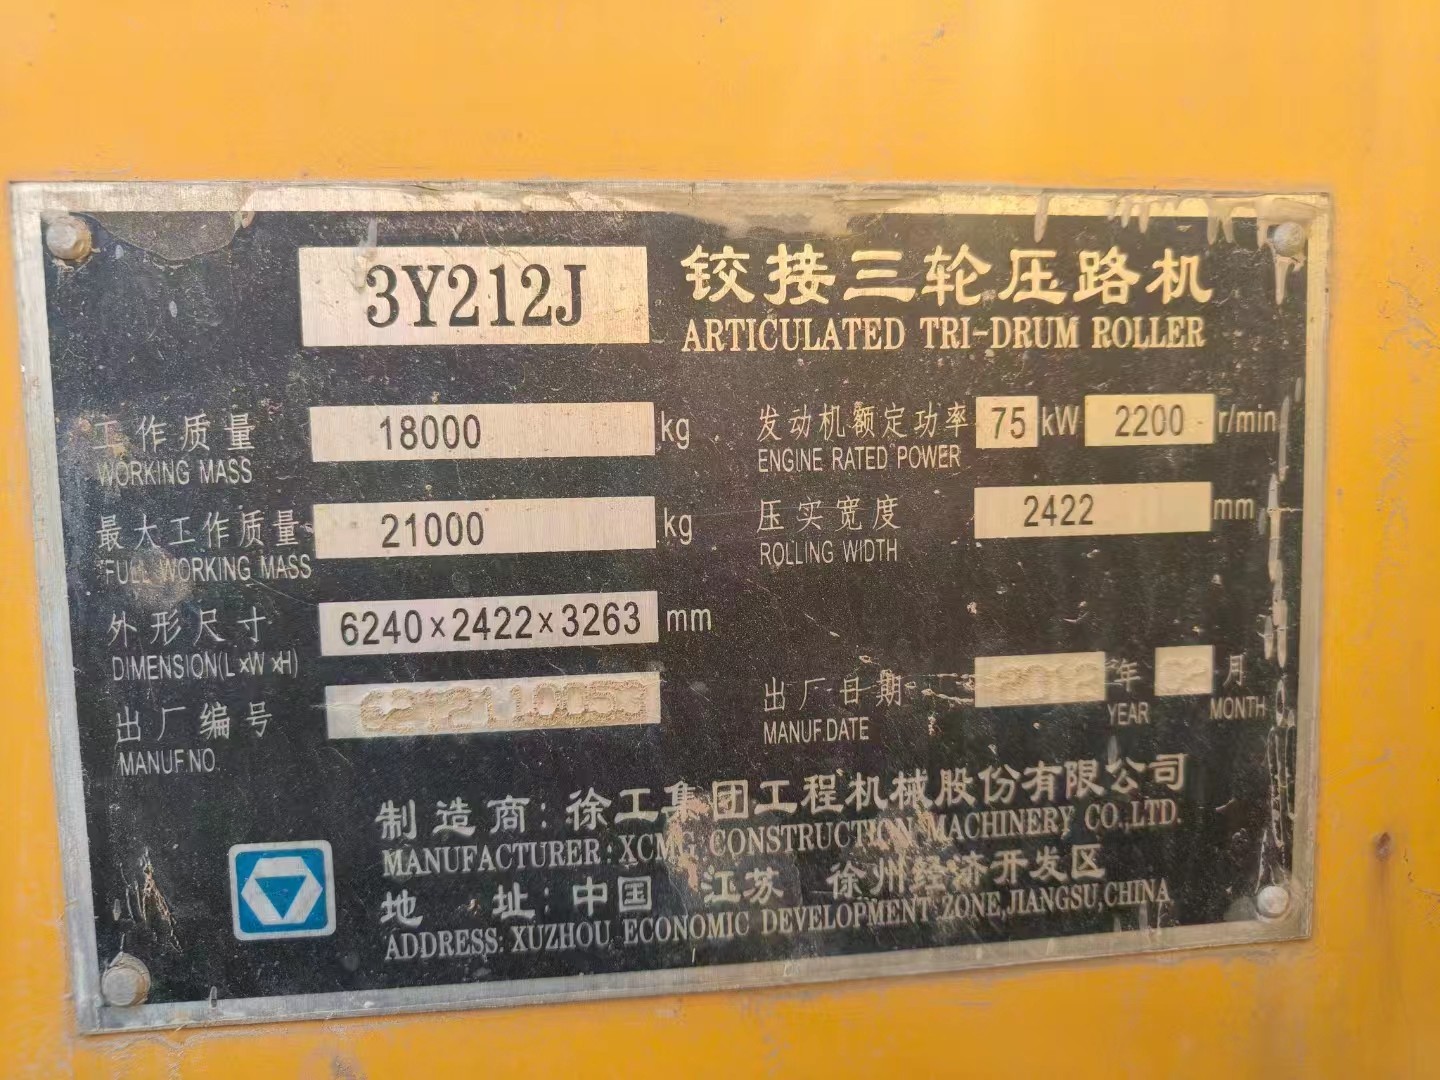 3Y212J 铰接三轮压路机
ARTICULATED TRI-DRUM ROLLER
工作质量 18000 kg
WORKING MASS
发动机额定功率 75 kW 2200 r/min
ENGINE RATED POWER
最大工作质量 21000 kg
FULL WORKING MASS
压实宽度 2422 mm
ROLLING WIDTH
外形尺寸 6240×2422×3263 mm
DIMENSION(L×W×H)
出厂编号
MANUF.NO.
出厂日期 年 月
MANUF.DATE YEAR MONTH
制造商:徐工集团工程机械股份有限公司
MANUFACTURER: XCMG CONSTRUCTION MACHINERY CO.,LTD.
地 址:中国 江苏 徐州经济开发区
ADDRESS: XUZHOU ECONOMIC DEVELOPMENT ZONE,JIANGSU,CHINA